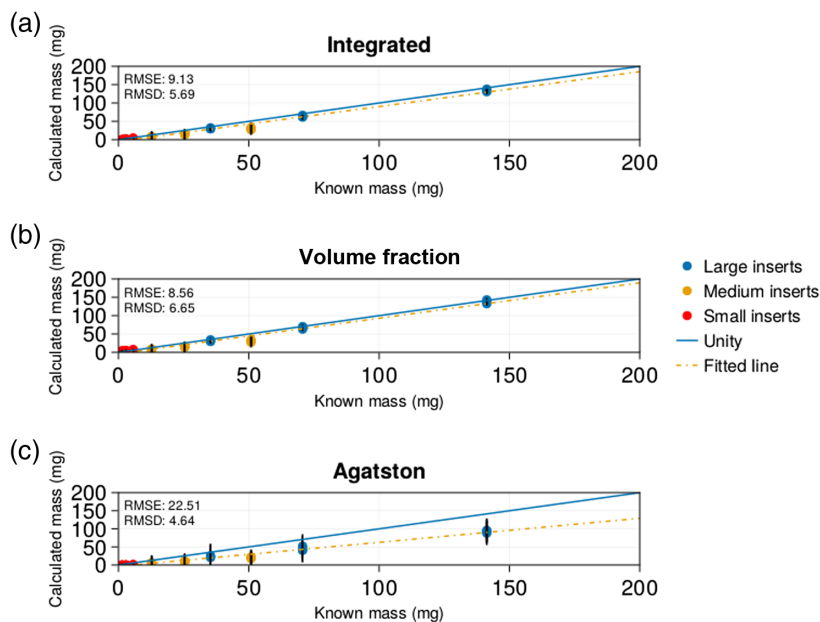 (a)
Integrated
Calculated mass (mg)
200
150
100
50
0
RMSE: 9.13
RMSD: 5.69
0 50 100 150 200
Known mass (mg)
(b)
Volume fraction
Calculated mass (mg)
200
150
100
50
0
RMSE: 8.56
RMSD: 6.65
0 50 100 150 200
Known mass (mg)
Large inserts
Medium inserts
Small inserts
Unity
Fitted line
(c)
Agatston
Calculated mass (mg)
200
150
100
50
0
RMSE: 22.51
RMSD: 4.64
0 50 100 150 200
Known mass (mg)